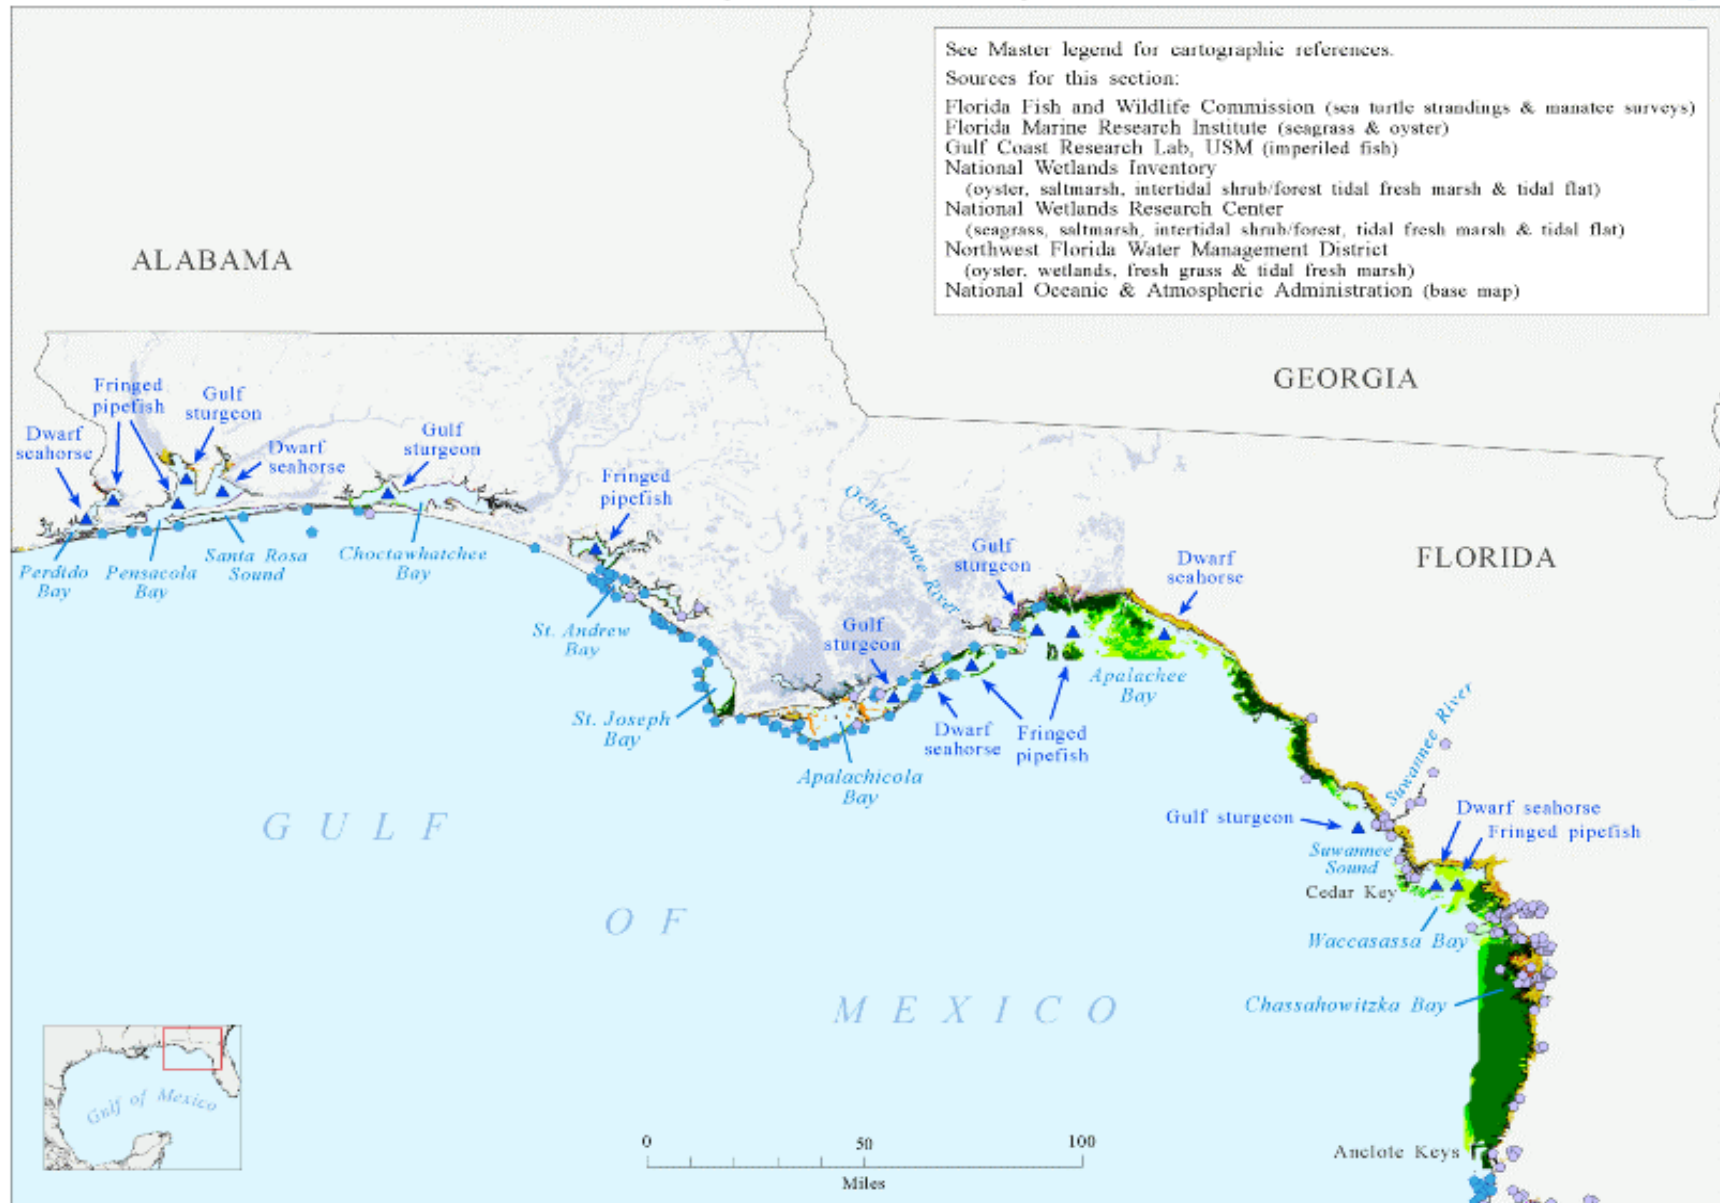 See Master legend for cartographic references.
Sources for this section:
Florida Fish and Wildlife Commission (sea turtle strandings & manatee surveys)
Florida Marine Research Institute (seagrass & oyster)
Gulf Coast Research Lab, USM (imperiled fish)
National Wetlands Inventory
(oyster, saltmarsh, intertidal shrub/forest tidal fresh marsh & tidal flat)
National Wetlands Research Center
(seagrass, saltmarsh, intertidal shrub/forest, tidal fresh marsh & tidal flat)
Northwest Florida Water Management District
(oyster, wetlands, fresh grass & tidal fresh marsh)
National Oceanic & Atmospheric Administration (base map)
ALABAMA
GEORGIA
FLORIDA
Fringed
pipefish
Gulf
sturgeon
Dwarf
seahorse
Dwarf
seahorse
Gulf
sturgeon
Fringed
pipefish
Ochlockonee River
Gulf
sturgeon
Dwarf
seahorse
Perdido
Bay
Pensacola
Bay
Santa Rosa
Sound
Choctawhatchee
Bay
St. Andrew
Bay
Gulf
sturgeon
Apalachee
Bay
St. Joseph
Bay
Dwarf
seahorse
Fringed
pipefish
Apalachicola
Bay
Suwannee River
Gulf sturgeon
Dwarf seahorse
Fringed pipefish
Suwannee
Sound
Cedar Key
Waccasassa Bay
Chassahowitzka Bay
GULF
OF
MEXICO
Gulf of Mexico
0 50 100
Miles
Anclote Keys